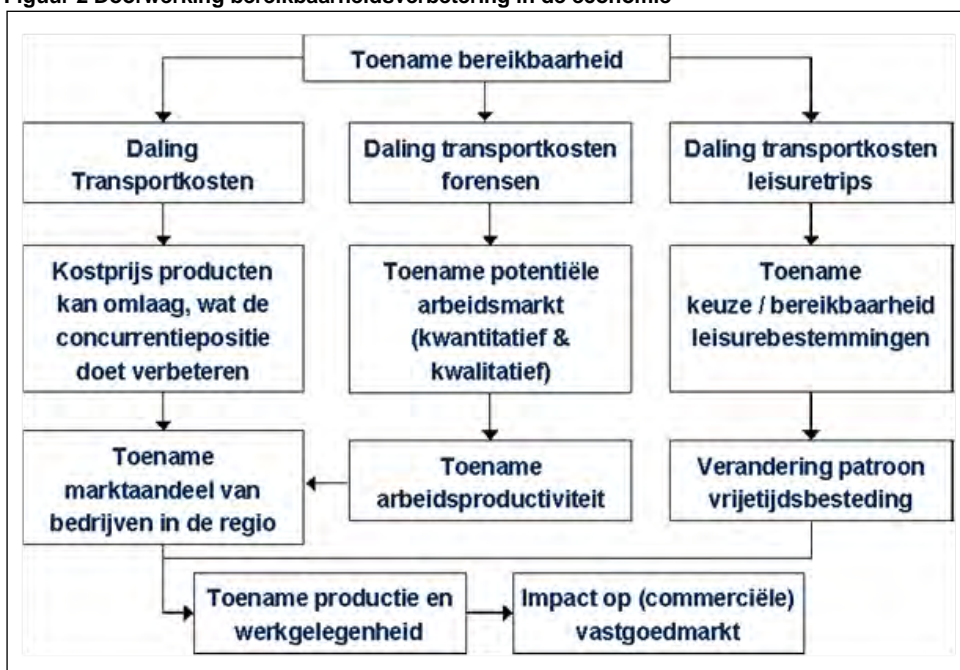 Figuur 2 Doorwerking bereikbaarheidsverbetering in de economie
Toename bereikbaarheid
Daling
Transportkosten
Daling transportkosten
forensen
Daling transportkosten
leisuretrips
Kostprijs producten
kan omlaag, wat de
concurrentiepositie
doet verbeteren
Toename potentiële
arbeidsmarkt
(kwantitatief &
kwalitatief)
Toename
keuze / bereikbaarheid
leisurebestemmingen
Toename
marktaandeel van
bedrijven in de regio
Toename
arbeidsproductiviteit
Verandering patroon
vrijetijdsbesteding
Toename productie en
werkgelegenheid
Impact op (commerciële)
vastgoedmarkt